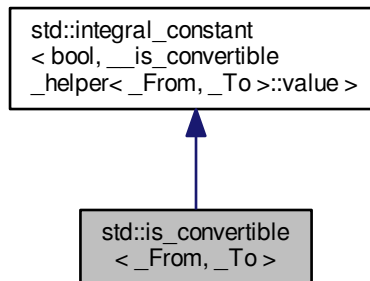 std::integral_constant
< bool, __is_convertible
_helper< _From, _To >::value >
std::is_convertible
< _From, _To >